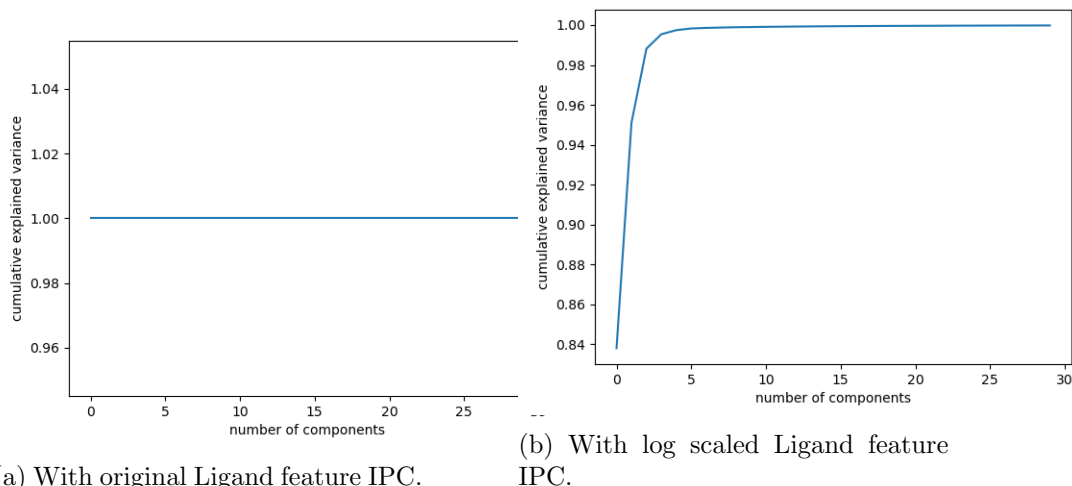 1.04
1.02
1.00
0.98
0.96
cumulative explained variance
0 5 10 15 20 25
number of components
a) With original Ligand feature IPC.
1.00
0.98
0.96
0.94
0.92
0.90
0.88
0.86
0.84
cumulative explained variance
0 5 10 15 20 25 30
number of components
(b) With log scaled Ligand feature
IPC.